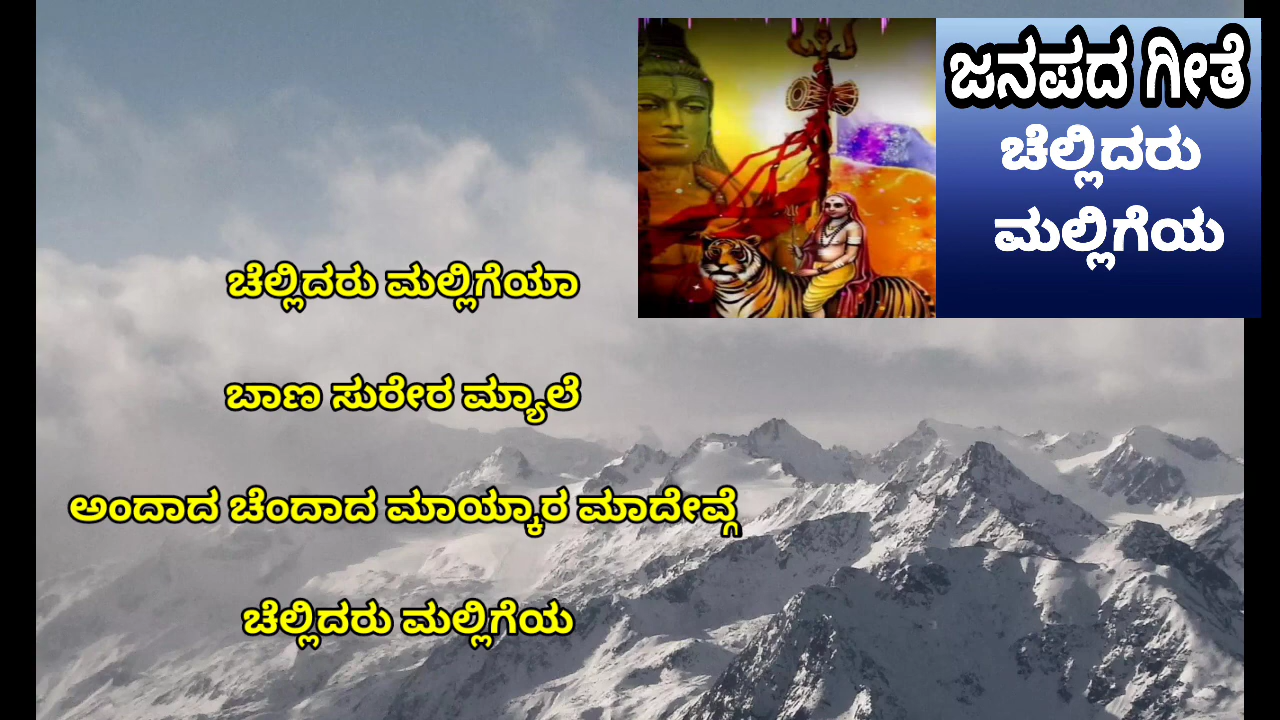 ಜನಪದ ಗೀತೆ
ಚೆಲ್ಲಿದರು
ಮಲ್ಲಿಗೆಯ
ಚೆಲ್ಲಿದರು ಮಲ್ಲಿಗೆಯಾ
ಬಾಣ ಸುರೇರ ಮ್ಯಾಲೆ
ಅಂದಾದ ಚೆಂದಾದ ಮಾಯ್ಕಾರ ಮಾದೇವ್ಗೆ
ಚೆಲ್ಲಿದರು ಮಲ್ಲಿಗೆಯ